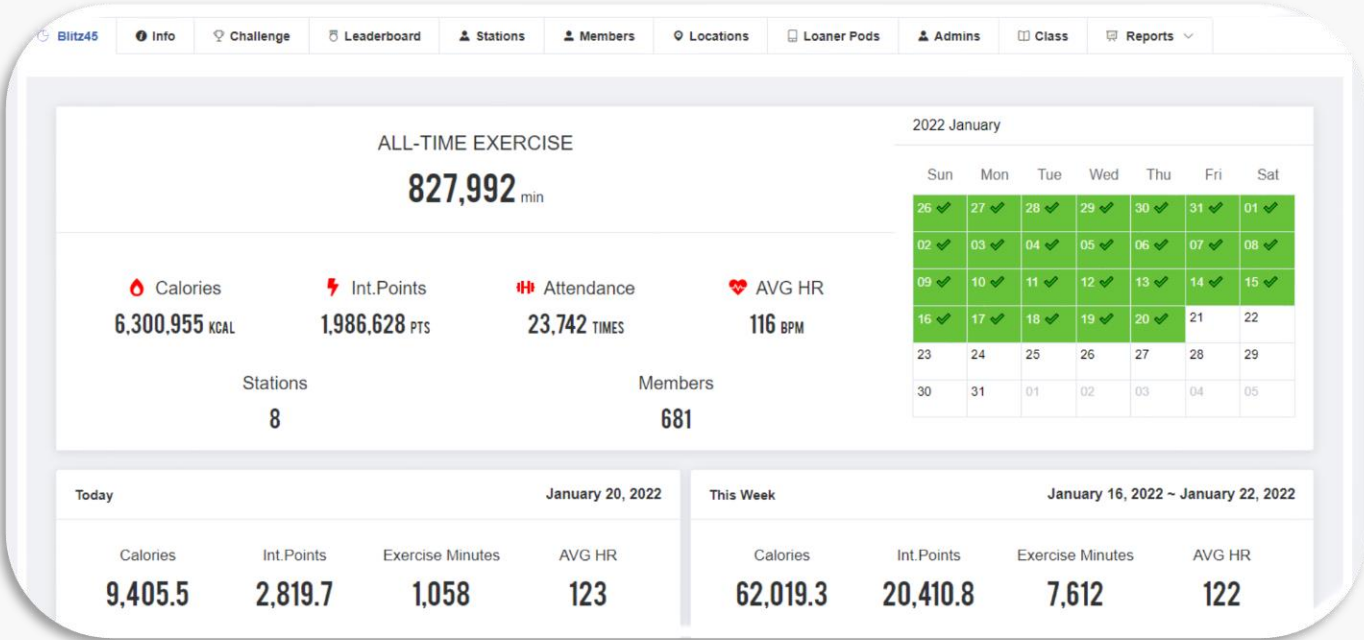 Blitz45 Info Challenge Leaderboard Stations Members Locations Loaner Pods Admins Class Reports
ALL-TIME EXERCISE
827,992 min
Calories Int.Points Attendance AVG HR
6,300,955 KCAL 1,986,628 PTS 23,742 TIMES 116 BPM
Stations Members
8 681
2022 January
Sun Mon Tue Wed Thu Fri Sat
26 27 28 29 30 31 01
02 03 04 05 06 07 08
09 10 11 12 13 14 15
16 17 18 19 20 21 22
23 24 25 26 27 28 29
30 31 01 02 03 04 05
Today January 20, 2022
Calories Int.Points Exercise Minutes AVG HR
9,405.5 2,819.7 1,058 123
This Week January 16, 2022 ~ January 22, 2022
Calories Int.Points Exercise Minutes AVG HR
62,019.3 20,410.8 7,612 122